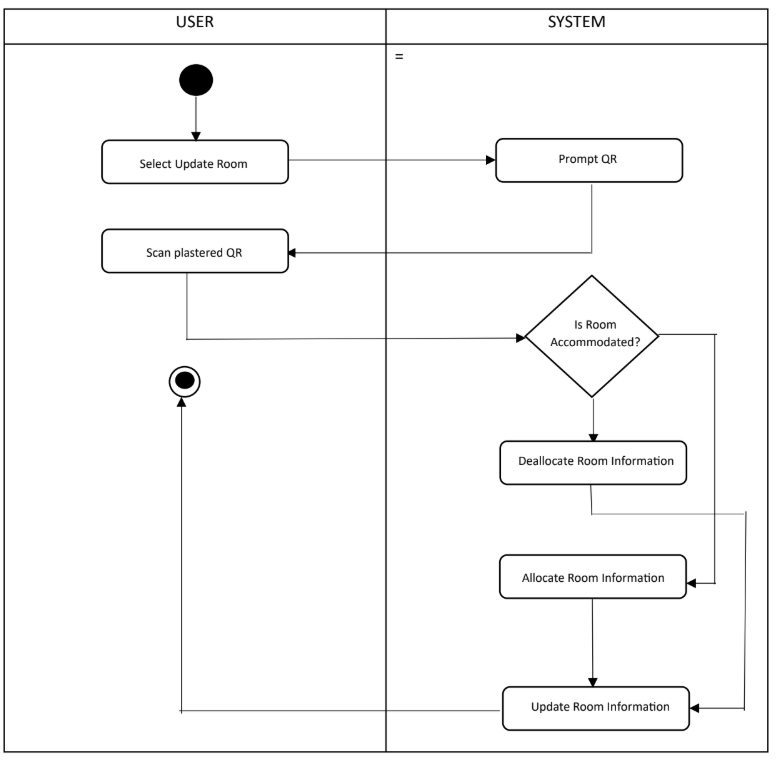 USER
SYSTEM
=
Select Update Room
Prompt QR
Scan plastered QR
Is Room
Accommodated?
Deallocate Room Information
Allocate Room Information
Update Room Information